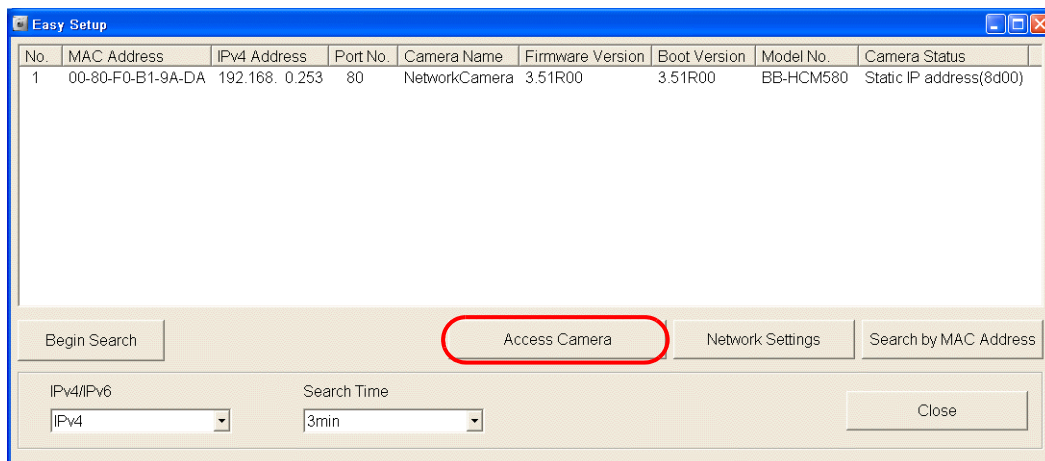 Easy Setup
No. MAC Address IPv4 Address Port No. Camera Name Firmware Version Boot Version Model No. Camera Status
1 00-80-F0-B1-9A-DA 192.168. 0.253 80 NetworkCamera 3.51R00 3.51R00 BB-HCM580 Static IP address(8d00)
Begin Search Access Camera Network Settings Search by MAC Address
IPv4/IPv6 Search Time
IPv4 3min Close